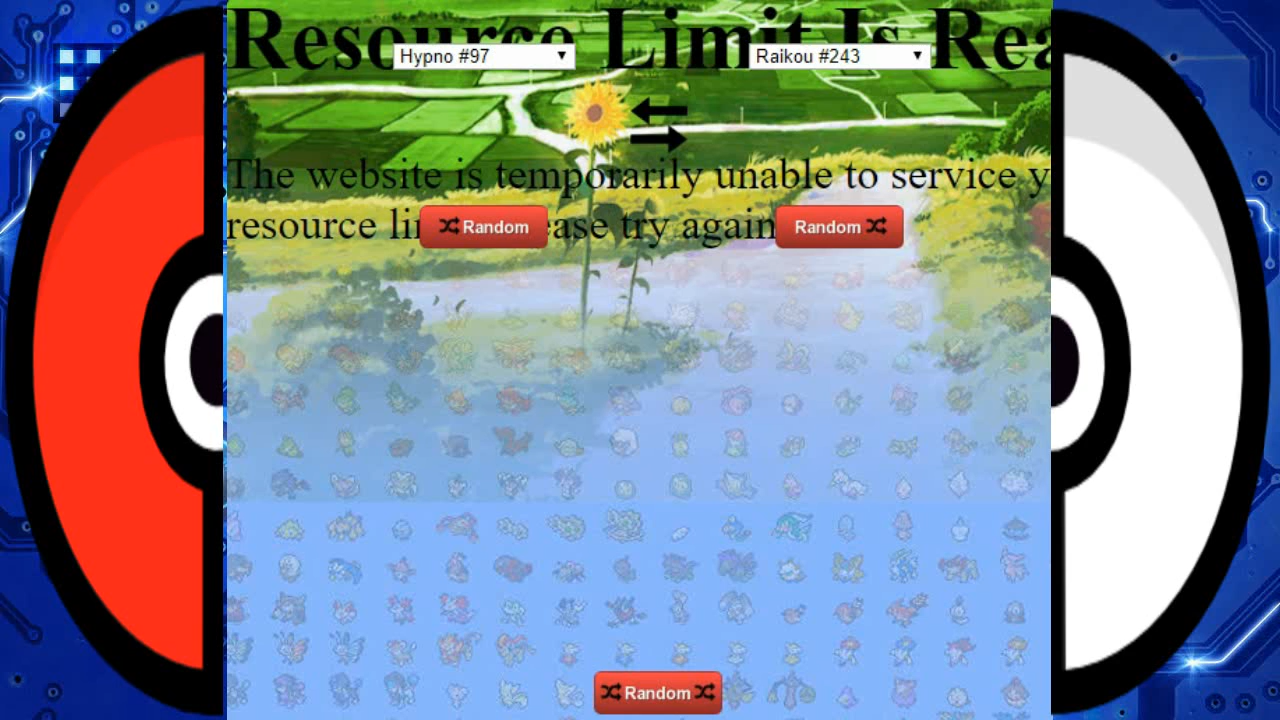 Resource Limit Is Rea
Hypno #97
Raikou #243
The website is temporarily unable to service y
resource li ease try again
Random
Random
Random